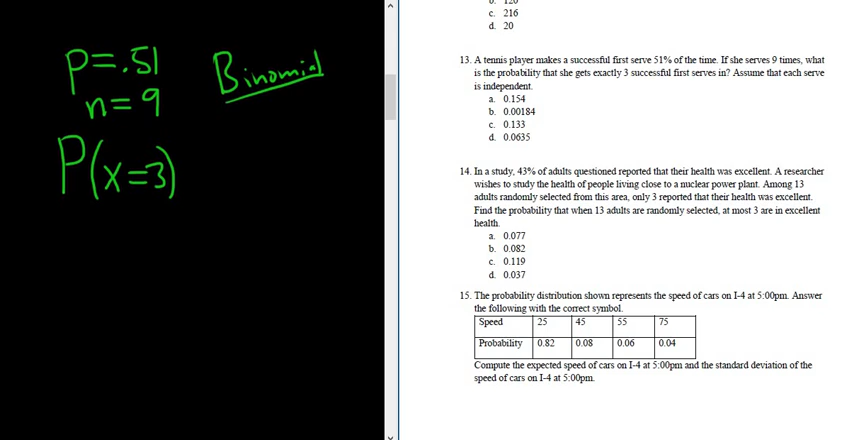 P = .51
n = 9
Binomial
P(x=3)
c. 216
d. 20
13. A tennis player makes a successful first serve 51% of the time. If she serves 9 times, what
is the probability that she gets exactly 3 successful first serves in? Assume that each serve
is independent.
a. 0.154
b. 0.00184
c. 0.133
d. 0.0635
14. In a study, 43% of adults questioned reported that their health was excellent. A researcher
wishes to study the health of people living close to a nuclear power plant. Among 13
adults randomly selected from this area, only 3 reported that their health was excellent.
Find the probability that when 13 adults are randomly selected, at most 3 are in excellent
health.
a. 0.077
b. 0.082
c. 0.119
d. 0.037
15. The probability distribution shown represents the speed of cars on I-4 at 5:00pm. Answer
the following with the correct symbol.
Speed 25 45 55 75
Probability 0.82 0.08 0.06 0.04
Compute the expected speed of cars on I-4 at 5:00pm and the standard deviation of the
speed of cars on I-4 at 5:00pm.